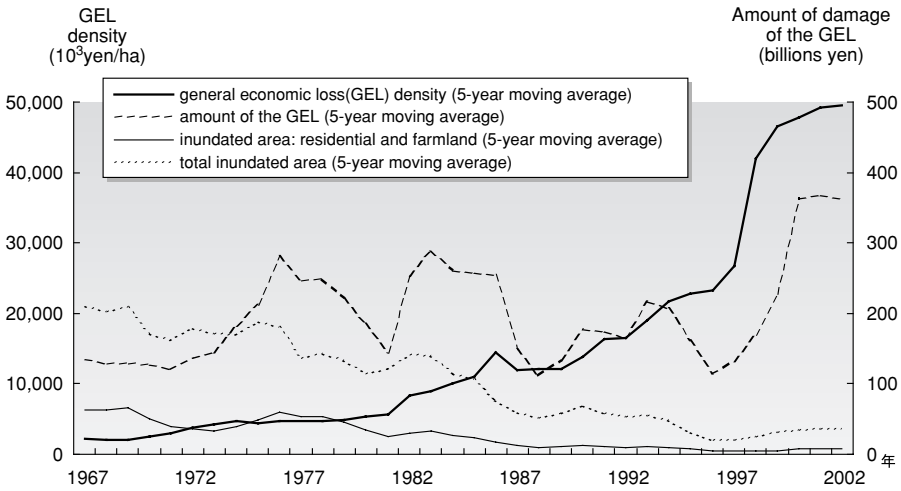 GEL
density
(10³yen/ha)
Amount of damage
of the GEL
(billions yen)
general economic loss(GEL) density (5-year moving average)
amount of the GEL (5-year moving average)
inundated area: residential and farmland (5-year moving average)
total inundated area (5-year moving average)
50,000
40,000
30,000
20,000
10,000
0
500
400
300
200
100
0
年
1967
1972
1977
1982
1987
1992
1997
2002